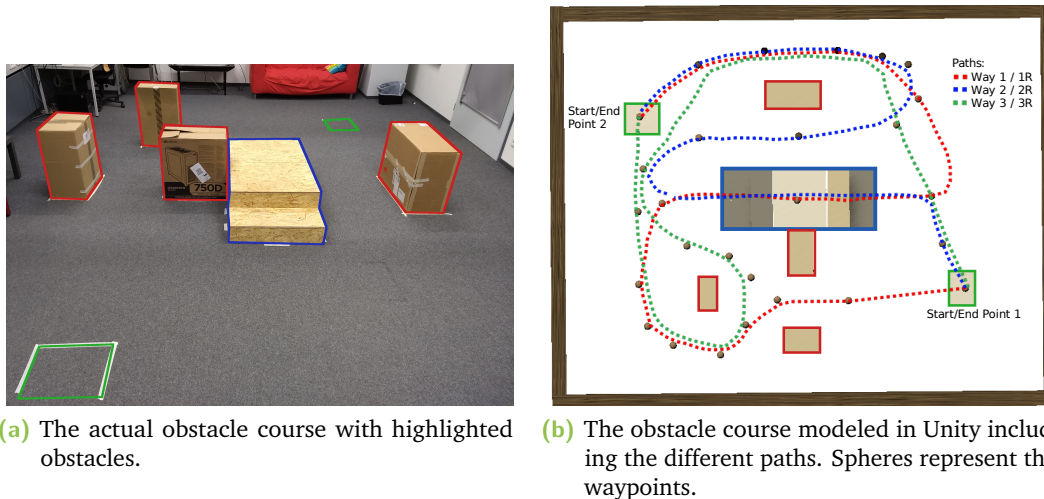 750D
Start/End
Point 2
Paths:
Way 1 / 1R
Way 2 / 2R
Way 3 / 3R
Start/End Point 1
(a) The actual obstacle course with highlighted
obstacles.
(b) The obstacle course modeled in Unity includ
ing the different paths. Spheres represent th
waypoints.